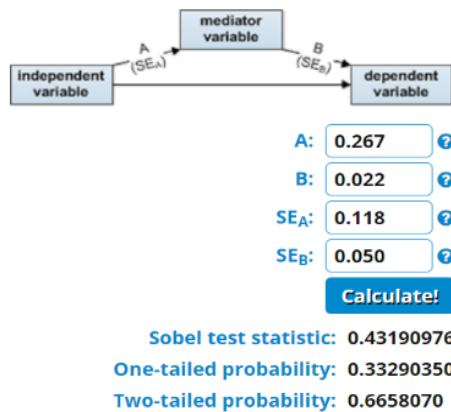 mediator
variable
A
(SEA)
B
(SEB)
independent
variable
dependent
variable
A: 0.267 ?
B: 0.022 ?
SEA: 0.118 ?
SEB: 0.050 ?
Calculate!
Sobel test statistic: 0.43190976
One-tailed probability: 0.33290350
Two-tailed probability: 0.6658070